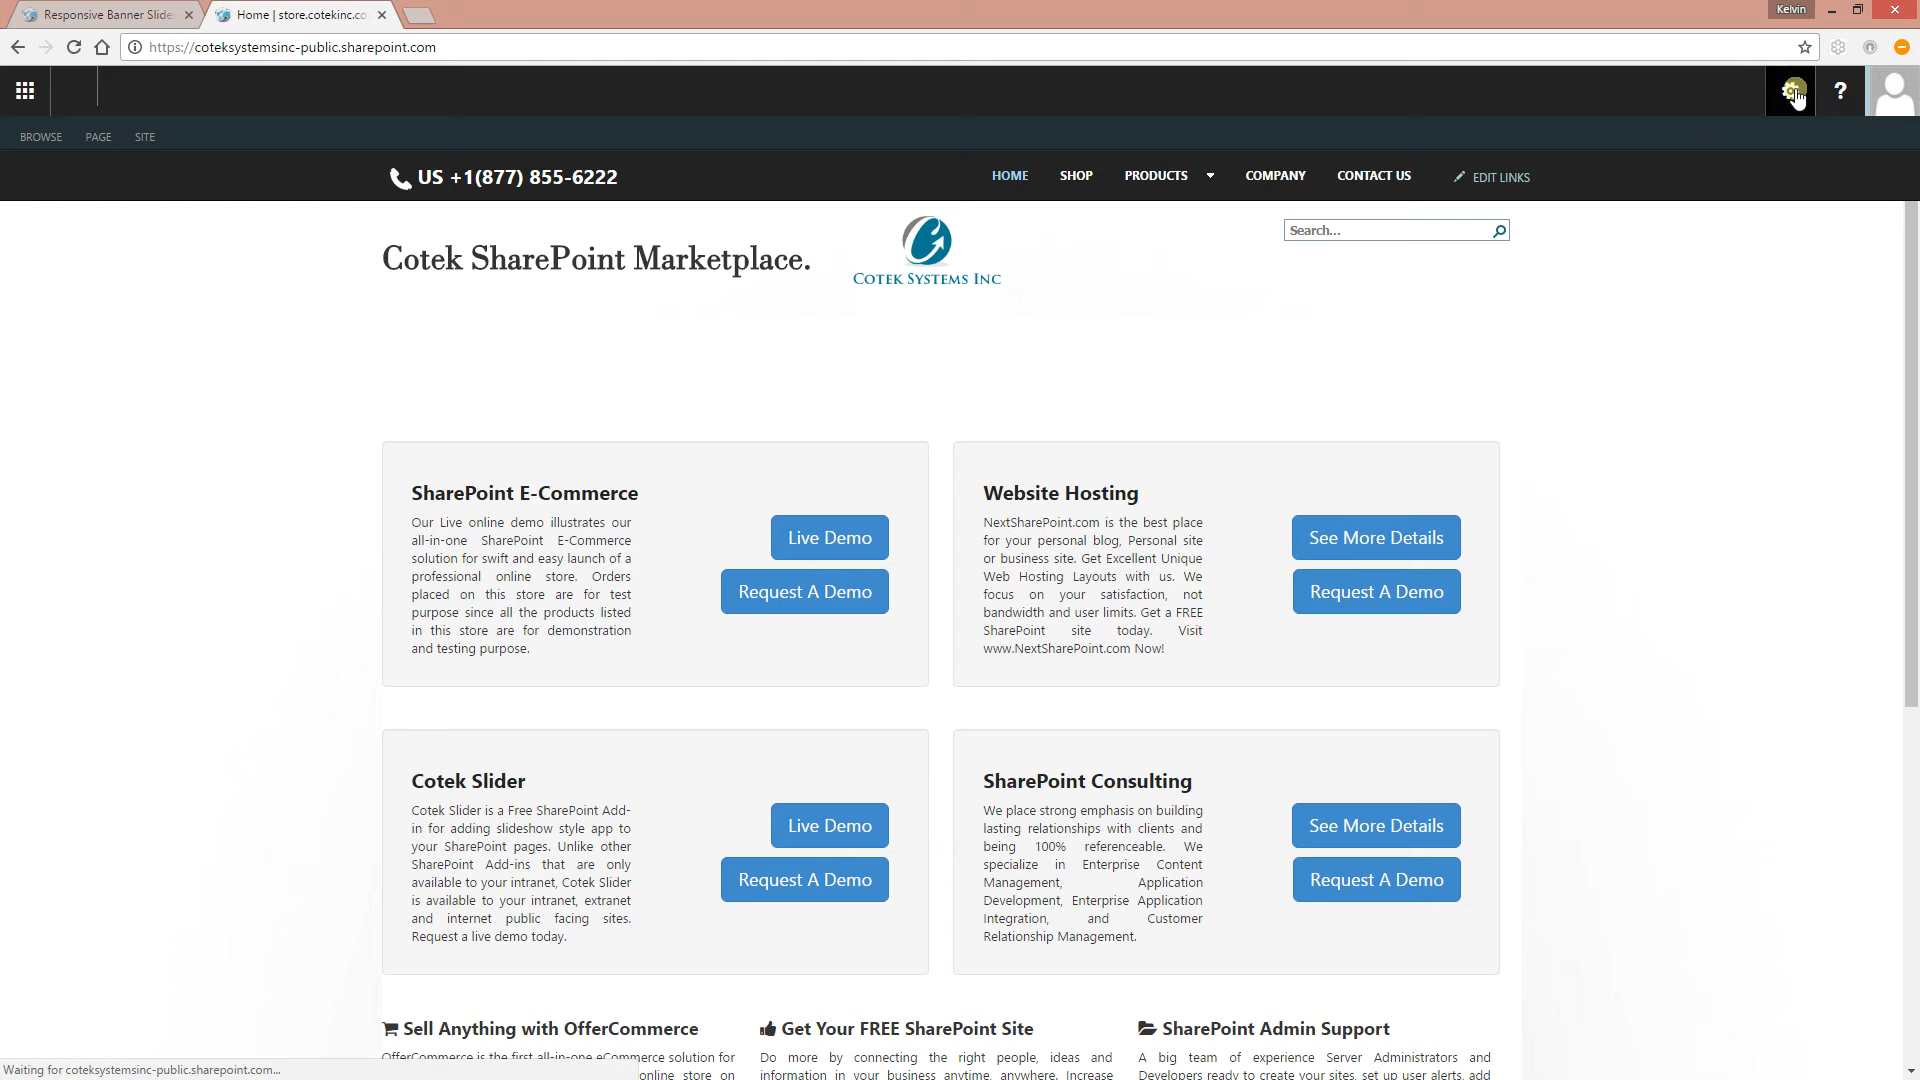 Responsive Banner Slide
Home | store.cotekinc.co
Kelvin
https://coteksystemsinc-public.sharepoint.com
?
BROWSE PAGE SITE
US +1(877) 855-6222
HOME SHOP PRODUCTS COMPANY CONTACT US EDIT LINKS
Cotek SharePoint Marketplace.
COTEK SYSTEMS INC
Search...
SharePoint E-Commerce
Our Live online demo illustrates our
all-in-one SharePoint E-Commerce
solution for swift and easy launch of a
professional online store. Orders
placed on this store are for test
purpose since all the products listed
in this store are for demonstration
and testing purpose.
Live Demo
Request A Demo
Website Hosting
NextSharePoint.com is the best place
for your personal blog, Personal site
or business site. Get Excellent Unique
Web Hosting Layouts with us. We
focus on your satisfaction, not
bandwidth and user limits. Get a FREE
SharePoint site today. Visit
www.NextSharePoint.com Now!
See More Details
Request A Demo
Cotek Slider
Cotek Slider is a Free SharePoint Add-
in for adding slideshow style app to
your SharePoint pages. Unlike other
SharePoint Add-ins that are only
available to your intranet, Cotek Slider
is available to your intranet, extranet
and internet public facing sites.
Request a live demo today.
Live Demo
Request A Demo
SharePoint Consulting
We place strong emphasis on building
lasting relationships with clients and
being 100% referenceable. We
specialize in Enterprise Content
Management, Application
Development, Enterprise Application
Integration, and Customer
Relationship Management.
See More Details
Request A Demo
Sell Anything with OfferCommerce
OfferCommerce is the first all-in-one eCommerce solution for
online store on
Get Your FREE SharePoint Site
Do more by connecting the right people, ideas and
information in your business anytime, anywhere. Increase
SharePoint Admin Support
A big team of experience Server Administrators and
Developers ready to create your sites, set up user alerts, add
Waiting for coteksystemsinc-public.sharepoint.com...